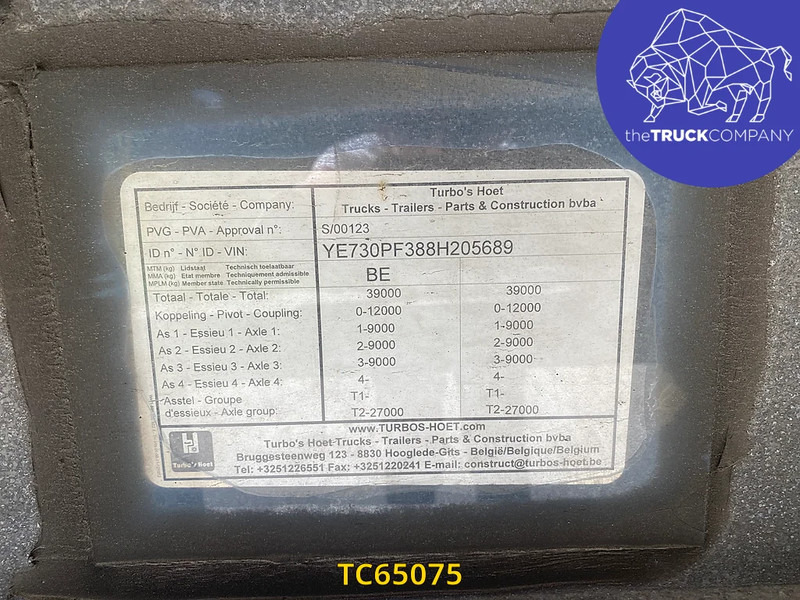 theTRUCKCOMPANY
Bedrijf - Société - Company: Turbo's Hoet
Trucks - Trailers - Parts & Construction bvba
PVG - PVA - Approval n°: S/00123
ID n° - N° ID - VIN: YE730PF388H205689
MTM (kg) Lidstaat Technisch toelaatbaar
MMA (kg) Etat membre Techniquement admissible BE
MPLM (kg) Member state Technically permissible
Totaal - Totale - Total: 39000 39000
Koppeling - Pivot - Coupling: 0-12000 0-12000
As 1 - Essieu 1 - Axle 1: 1-9000 1-9000
As 2 - Essieu 2 - Axle 2: 2-9000 2-9000
As 3 - Essieu 3 - Axle 3: 3-9000 3-9000
As 4 - Essieu 4 - Axle 4: 4- 4-
Asstel - Groupe T1- T1-
d'essieux - Axle group: T2-27000 T2-27000
www.TURBOS-HOET.com
Turbo's Hoet Trucks - Trailers - Parts & Construction bvba
Bruggesteenweg 123 - 8830 Hooglede-Gits - België/Belgique/Belgium
Tel: +3251226551 Fax: +3251220241 E-mail: construct@turbos-hoet.be
Turbo's Hoet
TC65075